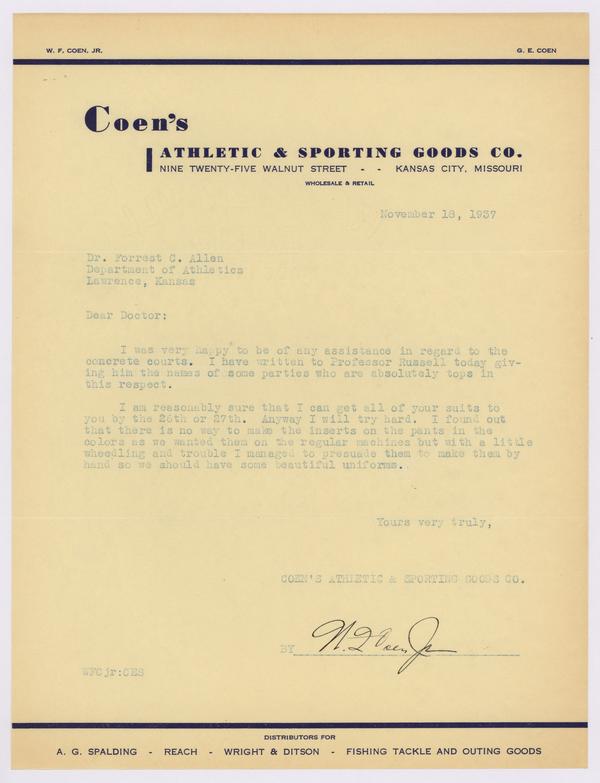 W. F. COEN, JR.
G. E. COEN
Coen's
ATHLETIC & SPORTING GOODS CO.
NINE TWENTY-FIVE WALNUT STREET - - KANSAS CITY, MISSOURI
WHOLESALE & RETAIL
November 18, 1937
Dr. Forrest C. Allen
Department of Athletics
Lawrence, Kansas
Dear Doctor:
I was very happy to be of any assistance in regard to the
concrete courts. I have written to Professor Russell today giv-
ing him the names of some parties who are absolutely tops in
this respect.
I am reasonably sure that I can get all of your suits to
you by the 26th or 27th. Anyway I will try hard. I found out
that there is no way to make the inserts on the pants in the
colors as we wanted them on the regular machines but with a little
wheedling and trouble I managed to presuade them to make them by
hand so we should have some beautiful uniforms.
Yours very truly,
COEN'S ATHLETIC & SPORTING GOODS CO.
BY
Coen Jr
WFCjr:CES
DISTRIBUTORS FOR
A. G. SPALDING - REACH - WRIGHT & DITSON - FISHING TACKLE AND OUTING GOODS